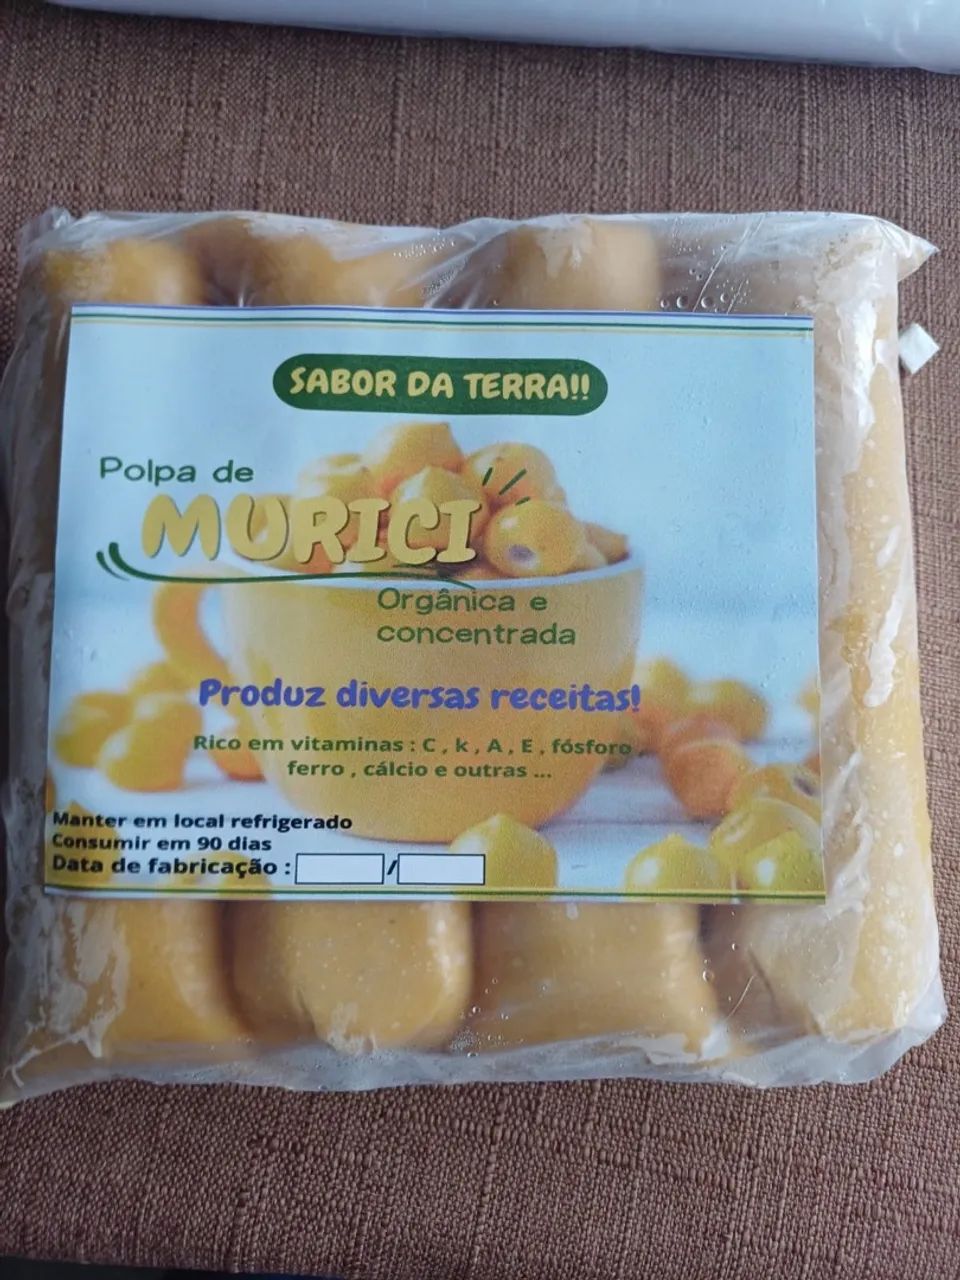 SABOR DA TERRA!!
Polpa de
MURICI
Orgânica e
concentrada
Produz diversas receitas!
Rico em vitaminas : C , k , A , E , fósforo ,
ferro , cálcio e outras ...
Manter em local refrigerado
Consumir em 90 dias
Data de fabricação : /